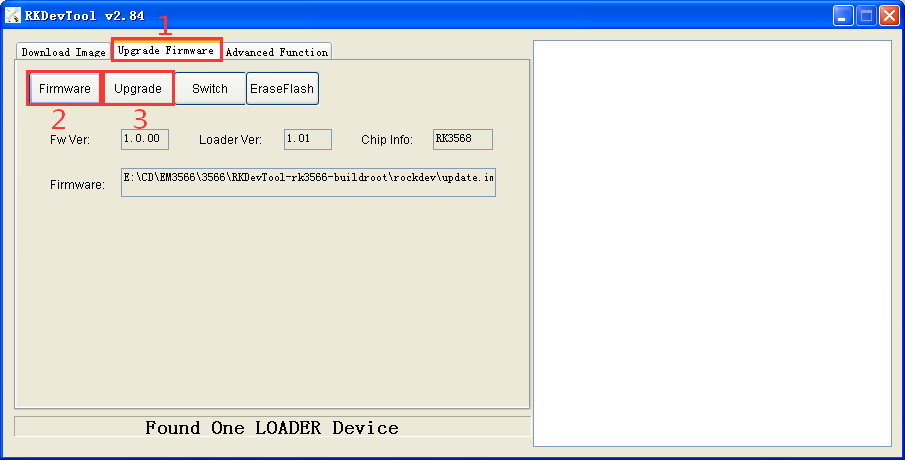 RKDevTool v2.84
1
Download Image Upgrade Firmware Advanced Function
Firmware Upgrade Switch EraseFlash
2 3
Fw Ver: 1.0.00 Loader Ver: 1.01 Chip Info: RK3568
Firmware: E:\CD\EM3566\3566\RKDevTool-rk3566-buildroot\rockdev\update.im
Found One LOADER Device